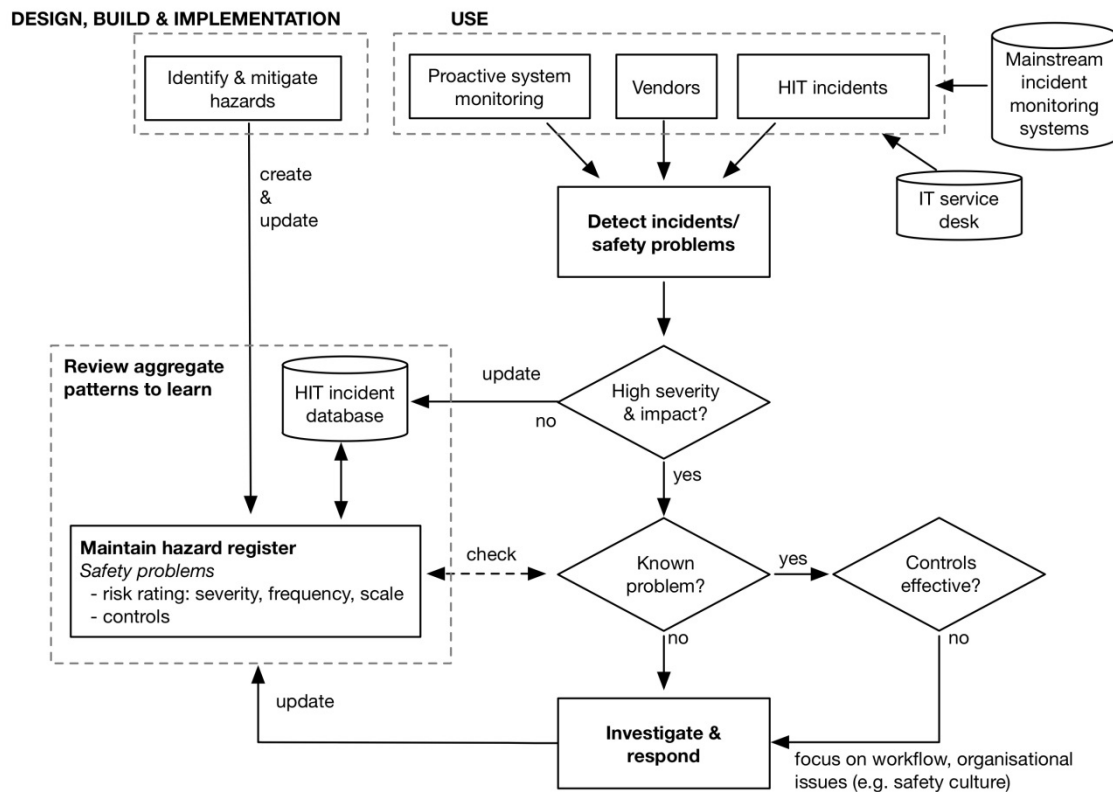 DESIGN, BUILD & IMPLEMENTATION
USE
Identify & mitigate
hazards
Proactive system
monitoring
Vendors
HIT incidents
Mainstream
incident
monitoring
systems
IT service
desk
create
&
update
Detect incidents/
safety problems
Review aggregate
patterns to learn
HIT incident
database
update
no
High severity
& impact?
yes
Maintain hazard register
Safety problems
- risk rating: severity, frequency, scale
- controls
check
Known
problem?
yes
Controls
effective?
no
no
update
Investigate &
respond
focus on workflow, organisational
issues (e.g. safety culture)